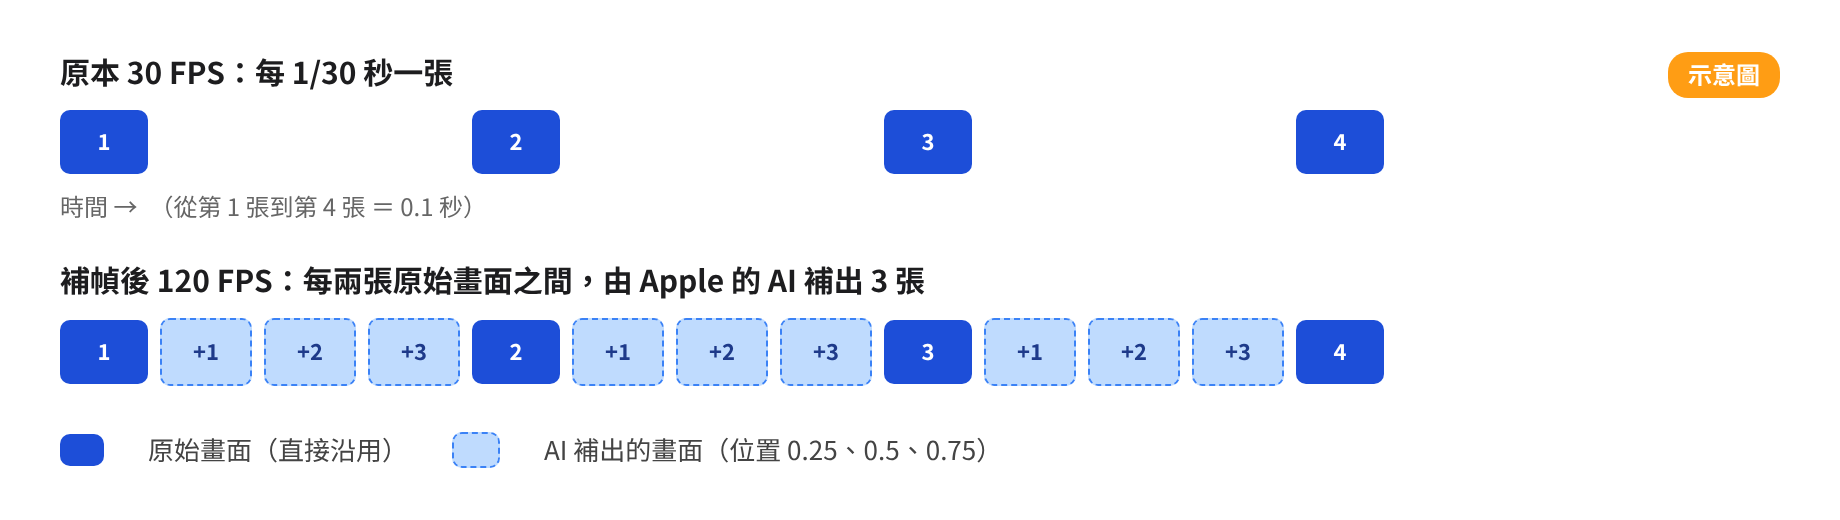 原本 30 FPS：每 1/30 秒一張
示意圖
1 2 3 4
時間 → （從第 1 張到第 4 張 ＝ 0.1 秒）
補幀後 120 FPS：每兩張原始畫面之間，由 Apple 的 AI 補出 3 張
1 +1 +2 +3 2 +1 +2 +3 3 +1 +2 +3 4
原始畫面（直接沿用） AI 補出的畫面（位置 0.25、0.5、0.75）